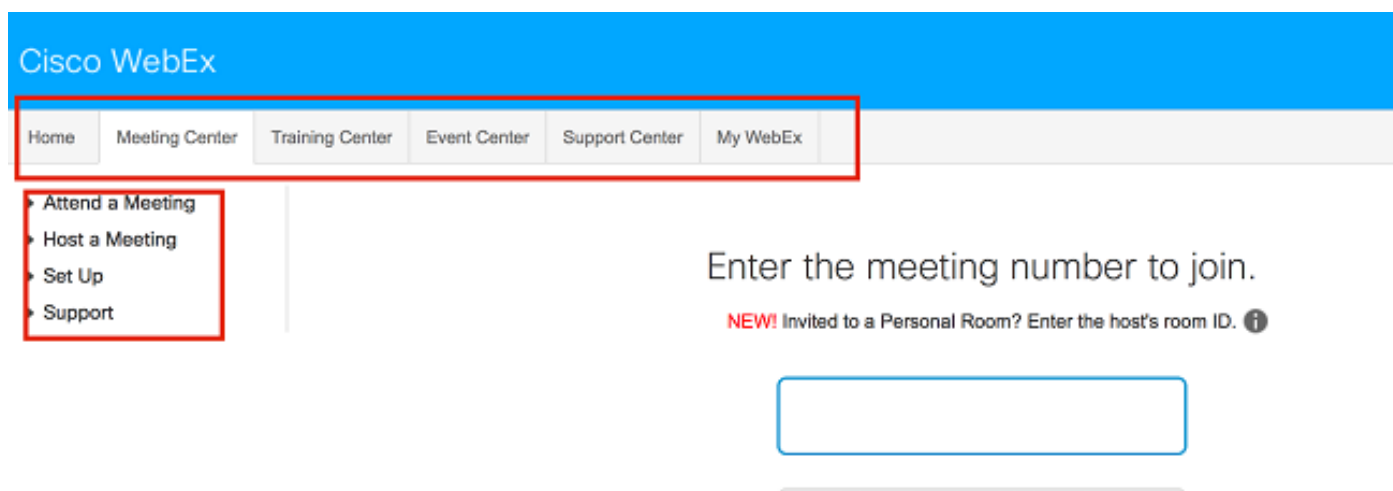 Cisco WebEx
Home Meeting Center Training Center Event Center Support Center My WebEx
Attend a Meeting
Host a Meeting
Set Up
Support
Enter the meeting number to join.
NEW! Invited to a Personal Room? Enter the host's room ID.